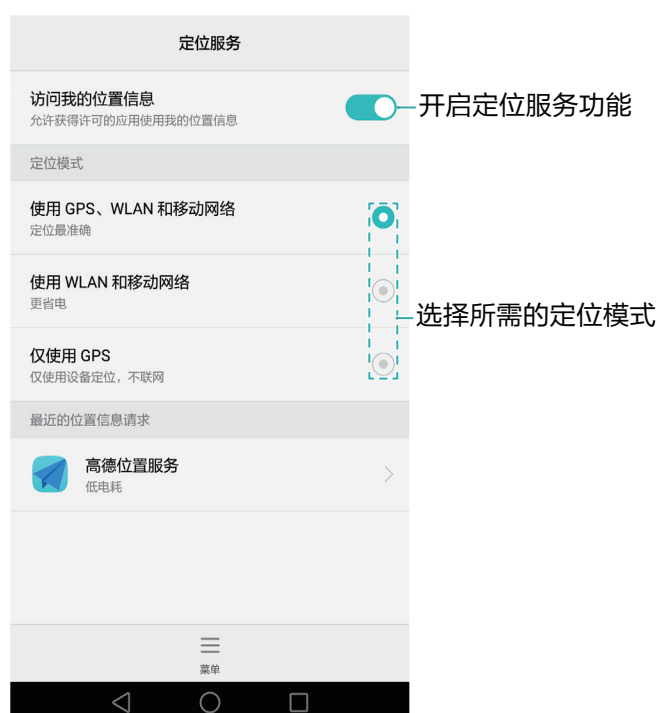 定位服务
访问我的位置信息
允许获得许可的应用使用我的位置信息
开启定位服务功能
定位模式
使用 GPS、WLAN 和移动网络
定位最准确
使用 WLAN 和移动网络
更省电
选择所需的定位模式
仅使用 GPS
仅使用设备定位，不联网
最近的位置信息请求
高德位置服务
低电耗
菜单